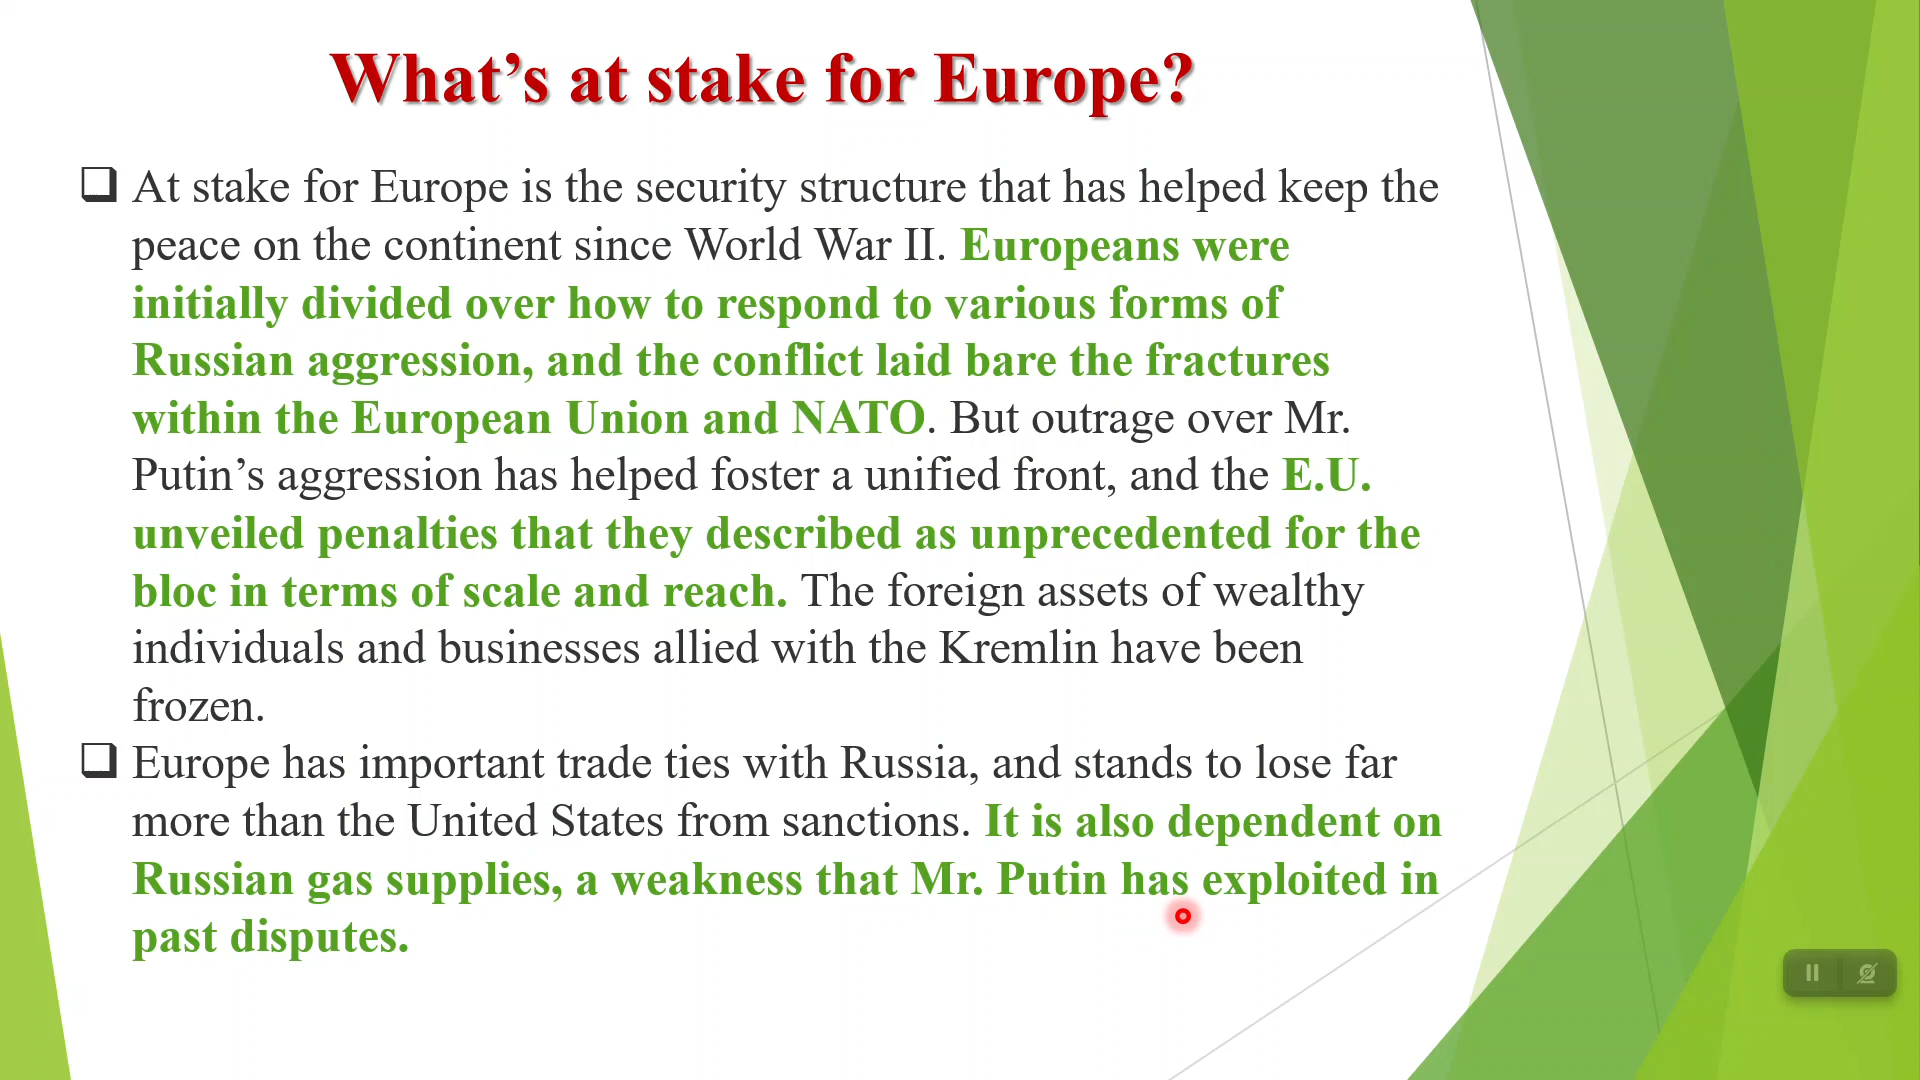 What’s at stake for Europe?
At stake for Europe is the security structure that has helped keep the
peace on the continent since World War II. Europeans were
initially divided over how to respond to various forms of
Russian aggression, and the conflict laid bare the fractures
within the European Union and NATO. But outrage over Mr.
Putin’s aggression has helped foster a unified front, and the E.U.
unveiled penalties that they described as unprecedented for the
bloc in terms of scale and reach. The foreign assets of wealthy
individuals and businesses allied with the Kremlin have been
frozen.
Europe has important trade ties with Russia, and stands to lose far
more than the United States from sanctions. It is also dependent on
Russian gas supplies, a weakness that Mr. Putin has exploited in
past disputes.